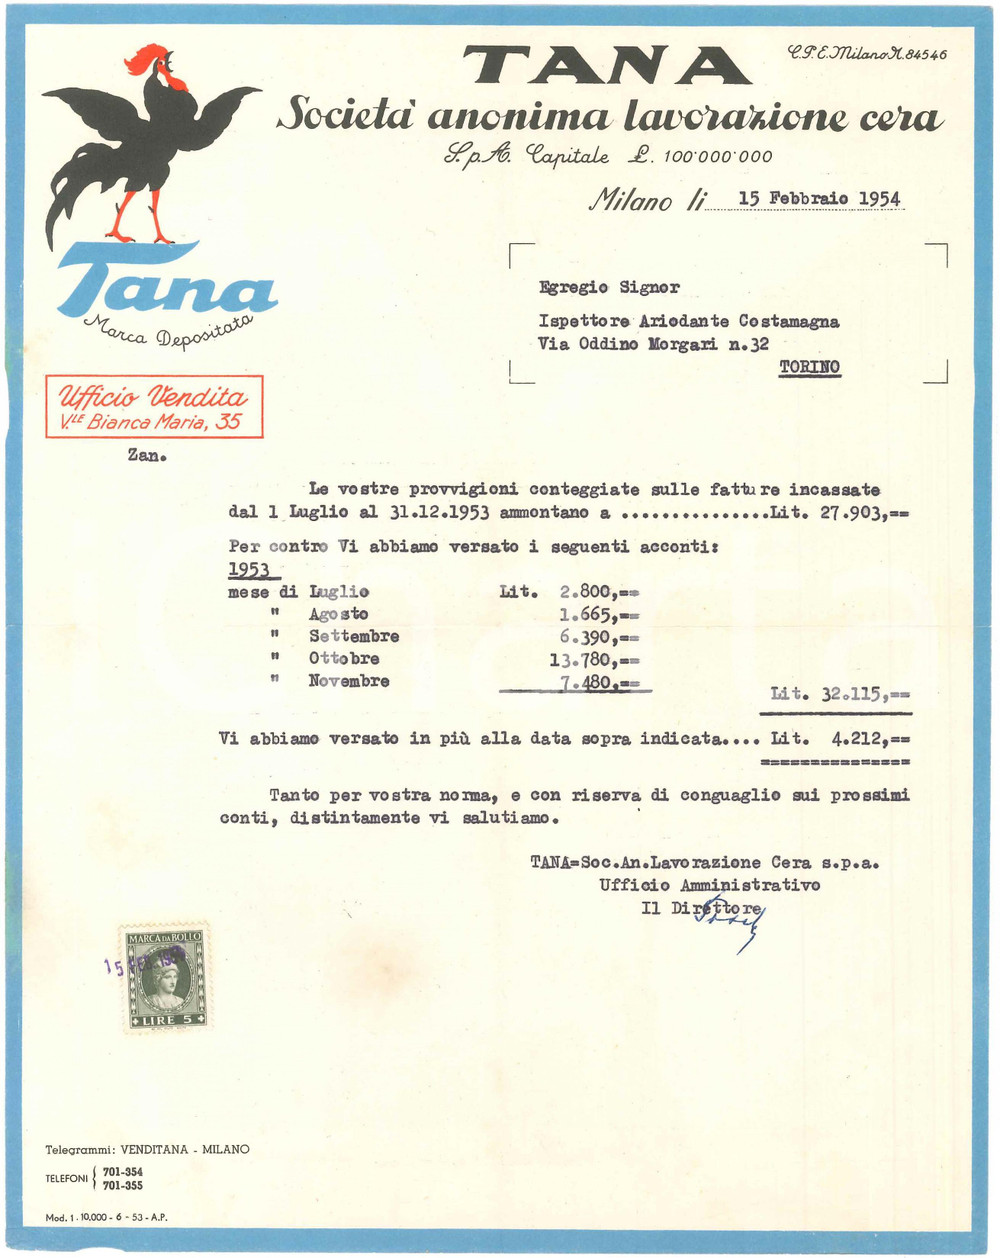 TANA
C.P.E. Milano N. 84546
Società anonima lavorazione cera
S.p.A. Capitale £. 100·000·000
Milano lì 15 Febbraio 1954
Tana
Marca Depositata
Egregio Signor
Ispettore Ariodante Costamagna
Via Oddino Morgari n.32
TORINO
Ufficio Vendita
V.LE Bianca Maria, 35
Zan.
Le vostre provvigioni conteggiate sulle fatture incassate
dal 1 Luglio al 31.12.1953 ammontano a ...............Lit. 27.903,==
Per contro Vi abbiamo versato i seguenti acconti:
1953
mese di Luglio Lit. 2.800,==
" Agosto 1.665,==
" Settembre 6.390,==
" Ottobre 13.780,==
" Novembre 7.480,==
Lit. 32.115,==
Vi abbiamo versato in più alla data sopra indicata.... Lit. 4.212,==
===============
Tanto per vostra norma, e con riserva di conguaglio sui prossimi
conti, distintamente vi salutiamo.
TANA=Soc.An.Lavorazione Cera s.p.a.
Ufficio Amministrativo
Il Direttore
MARCA DA BOLLO
15 FEB 195
LIRE 5
Telegrammi: VENDITANA - MILANO
TELEFONI { 701-354
701-355
Mod. 1 - 10,000 - 6 - 53 - A.P.